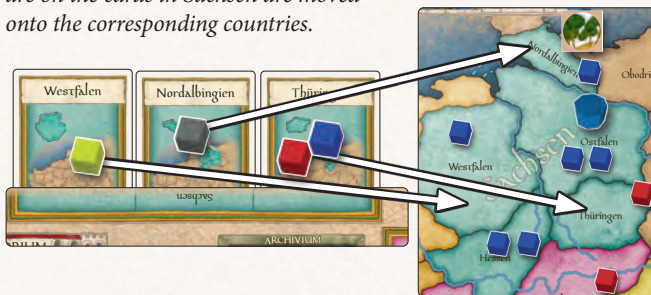 are on the cards in Sachsen are moved
onto the corresponding countries.
Westfalen
Nordalbingien
Thüring
Sachsen
ARCHIVIUM
Nordalbingien
Obodri
Ostfalen
Westfalen
Sachsen
Thüringen
Hessen